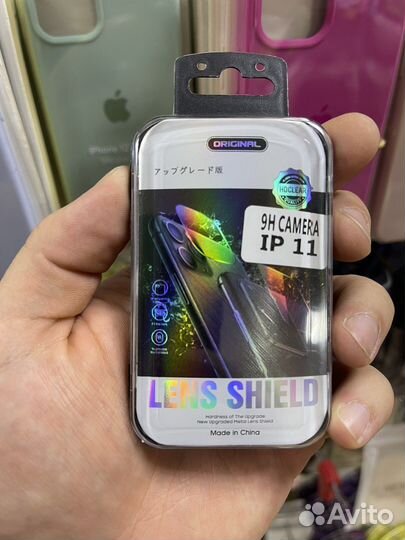 ORIGINAL
アップグレード版
HDCLEAR
9H CAMERA
IP 11
LENS SHIELD
Hardness of The Upgrade
New Upgraded Metal Lens Shield
Made in China
Avito